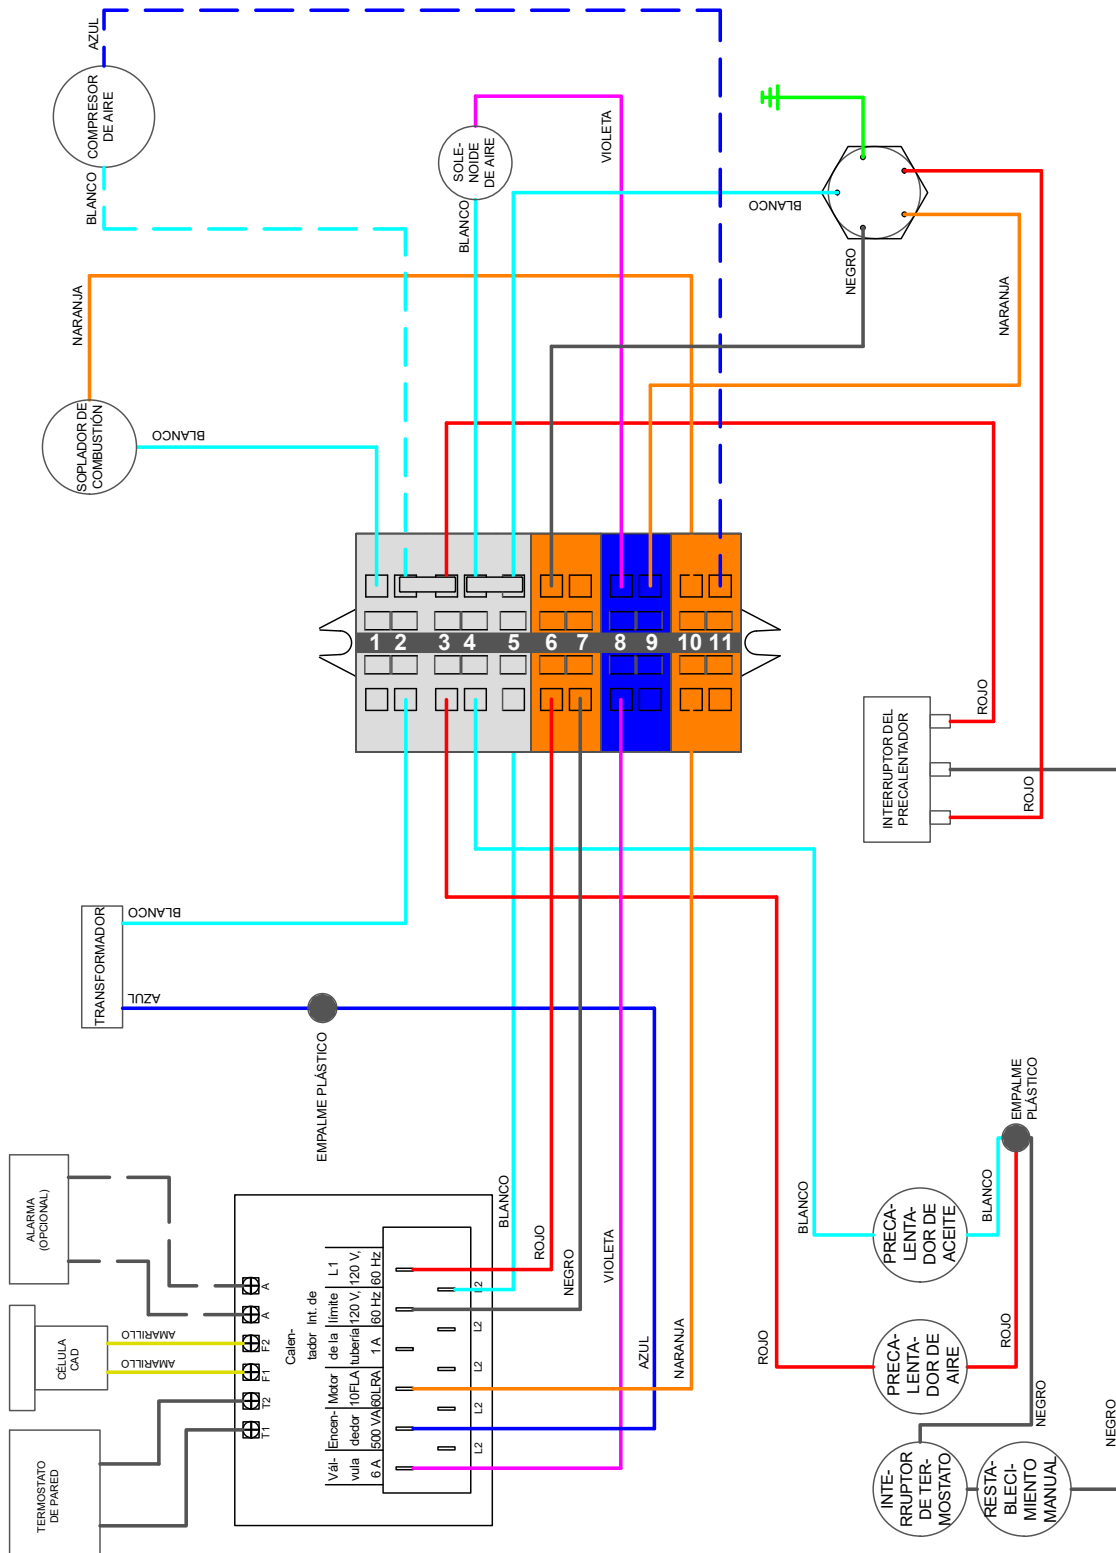 AZUL
COMPRESOR
DE AIRE
BLANCO
SOLE-
NOIDE
DE AIRE
VIOLETA
BLANCO
BLANCO
NEGRO
NARANJA
NARANJA
SOPLADOR DE
COMBUSTIÓN
BLANCO
1 2 3 4 5 6 7 8 9 10 11
ROJO
INTERRUPTOR DEL
PRECALENTADOR
ROJO
TRANSFORMADOR
BLANCO
AZUL
EMPALME PLÁSTICO
EMPALME
PLÁSTICO
ALARMA
(OPCIONAL)
CÉLULA
CAD
AMARILLO
AMARILLO
TERMOSTATO
DE PARED
A
A
F2
F1
T2
T1
L1
120 V,
60 Hz
Int. de
límite
120 V,
60 Hz
Calen-
tador
de la
tubería
1 A
Motor
10FLA
60LRA
Encen-
dedor
500 VA
Vál-
vula
6 A
L2
L2
L2
L2
L2
BLANCO
ROJO
NEGRO
VIOLETA
AZUL
NARANJA
BLANCO
PRECA-
LENTA-
DOR DE
ACEITE
BLANCO
ROJO
PRECA-
LENTA-
DOR DE
AIRE
ROJO
NEGRO
INTE-
RRUPTOR
DE TER-
MOSTATO
RESTA-
BLECI-
MIENTO
MANUAL
NEGRO